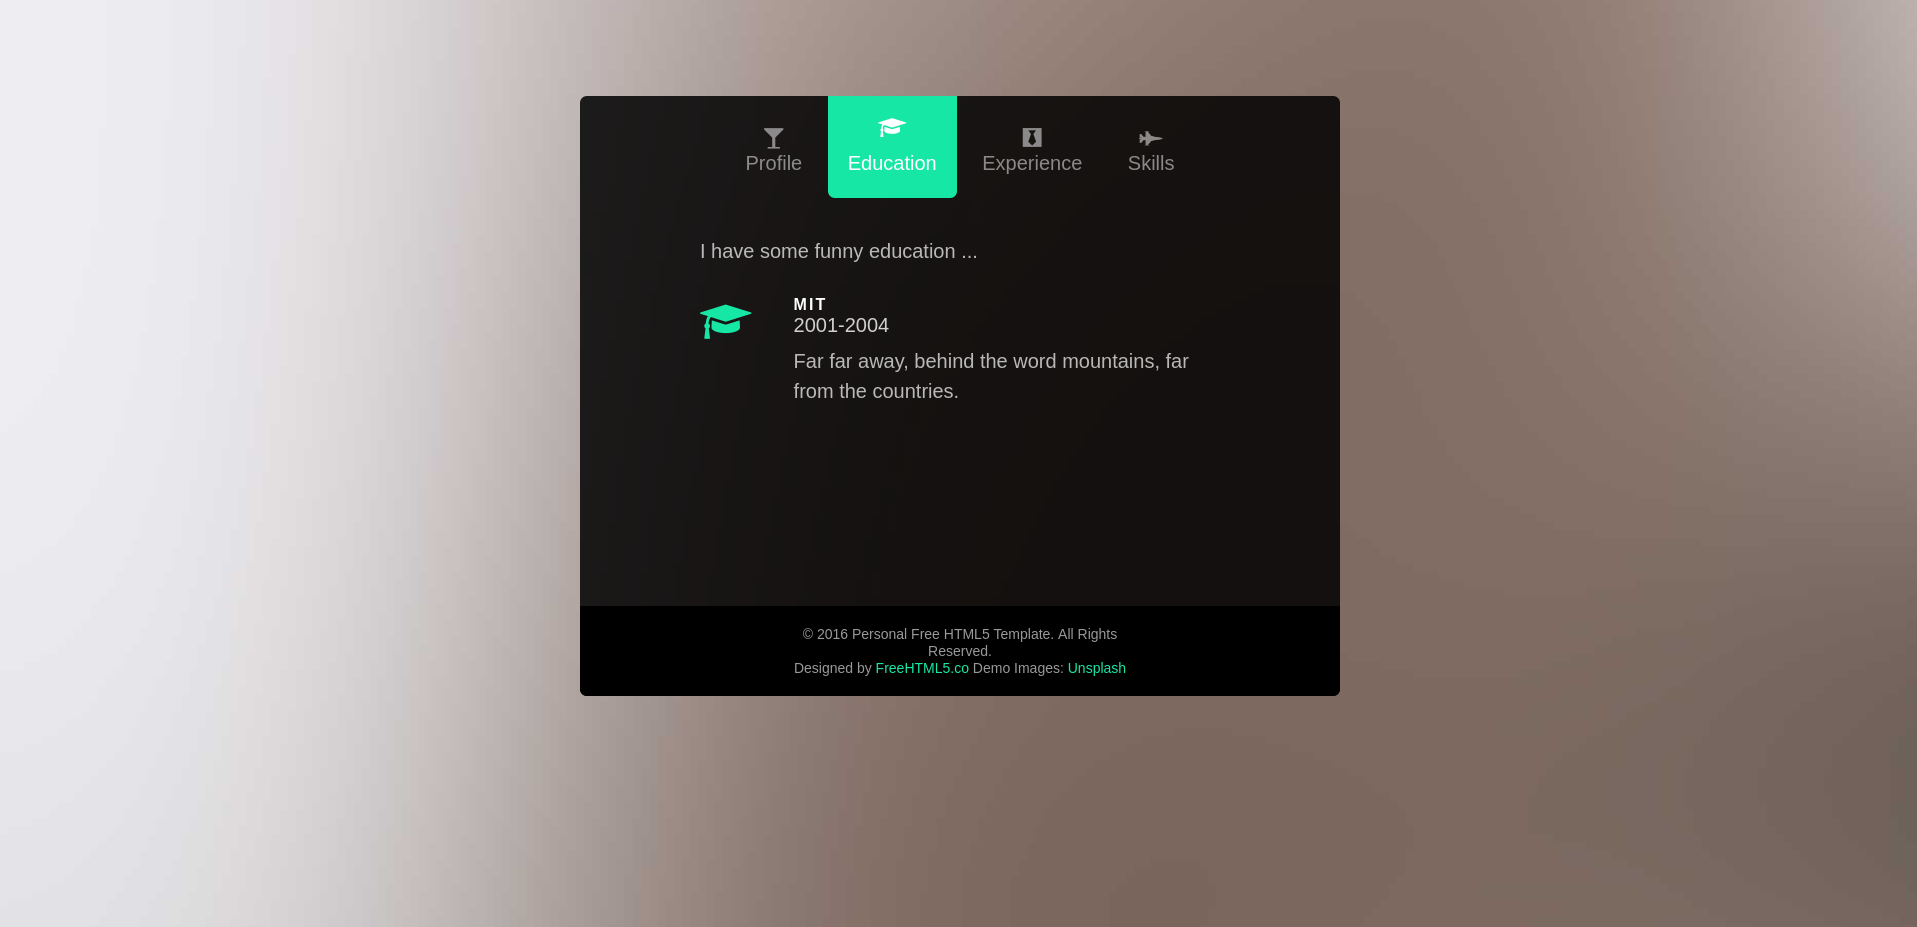 Profile
Education
Experience
Skills
I have some funny education ...
MIT
2001-2004
Far far away, behind the word mountains, far
from the countries.
© 2016 Personal Free HTML5 Template. All Rights
Reserved.
Designed by FreeHTML5.co Demo Images: Unsplash